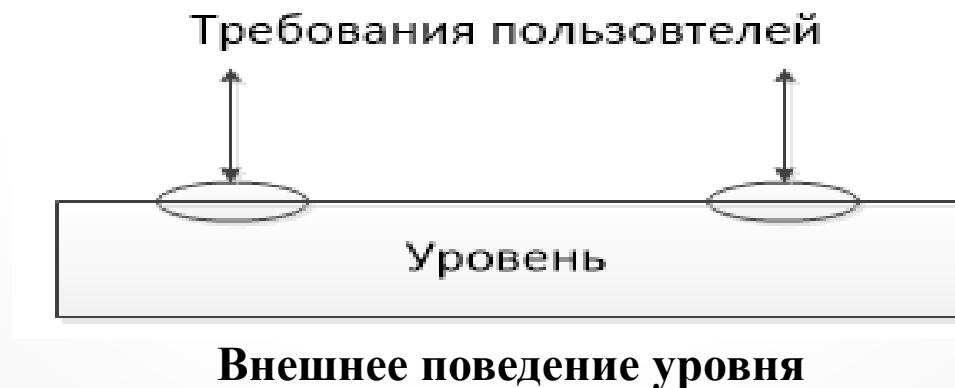 Требования пользовтелей
Уровень
Внешнее поведение уровня